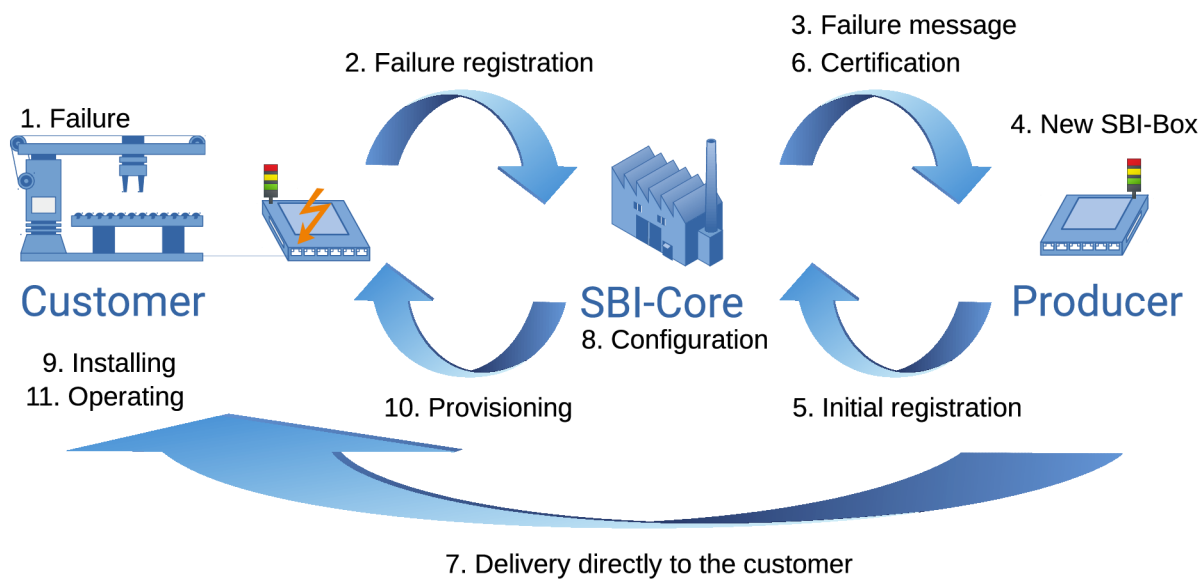 1. Failure
2. Failure registration
3. Failure message
6. Certification
4. New SBI-Box
Customer
SBI-Core
Producer
8. Configuration
9. Installing
11. Operating
10. Provisioning
5. Initial registration
7. Delivery directly to the customer